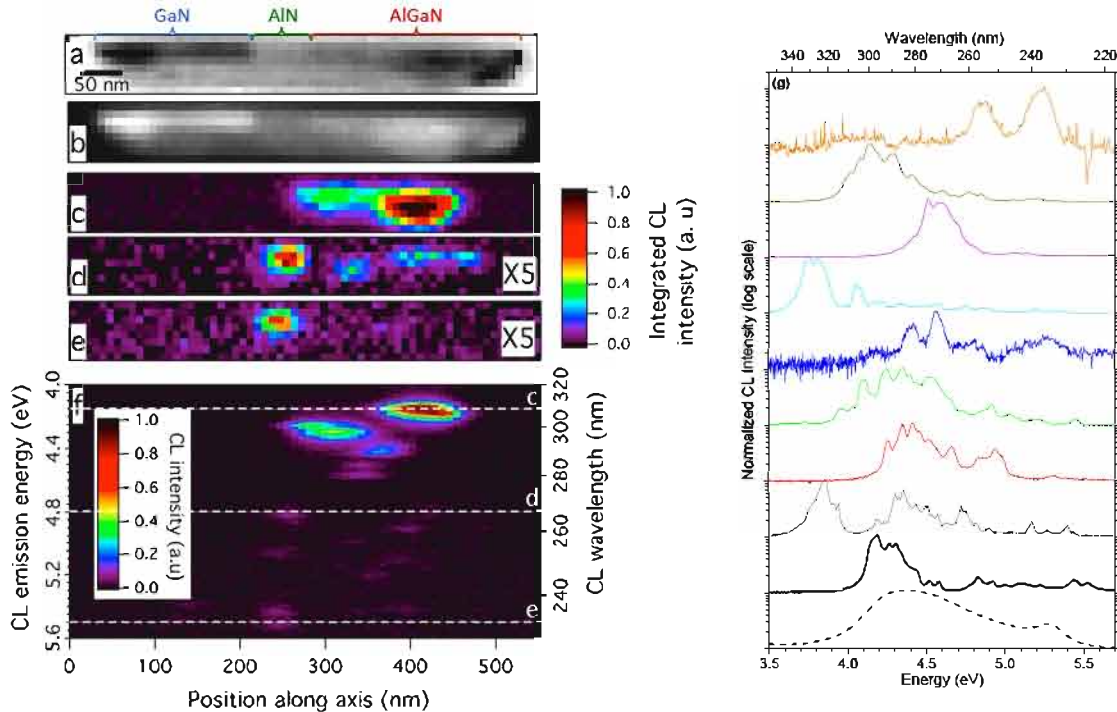 GaN AlN AlGaN
a
50 nm
b
c
d X5
e X5
1.0
0.8
0.6
0.4
0.2
0.0
Integrated CL
intensity (a. u)
f
4.0
4.4
4.8
5.2
5.6
CL emission energy (eV)
1.0
0.8
0.6
0.4
0.2
0.0
CL intensity (a.u)
c
d
e
320
300
280
260
240
CL wavelength (nm)
0 100 200 300 400 500
Position along axis (nm)
Wavelength (nm)
340 320 300 280 260 240 220
(g)
Normalized CL Intensity (log scale)
3.5 4.0 4.5 5.0 5.5
Energy (eV)